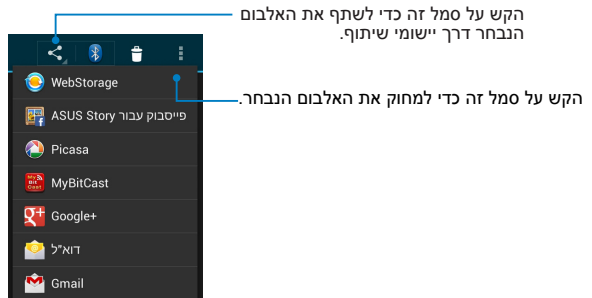 הקש על סמל זה כדי לשתף את האלבום
הנבחר דרך יישומי שיתוף.
WebStorage
הקש על סמל זה כדי למחוק את האלבום הנבחר.
פייסבוק עבור ASUS Story
Picasa
MyBitCast
Google+
דוא"ל
Gmail